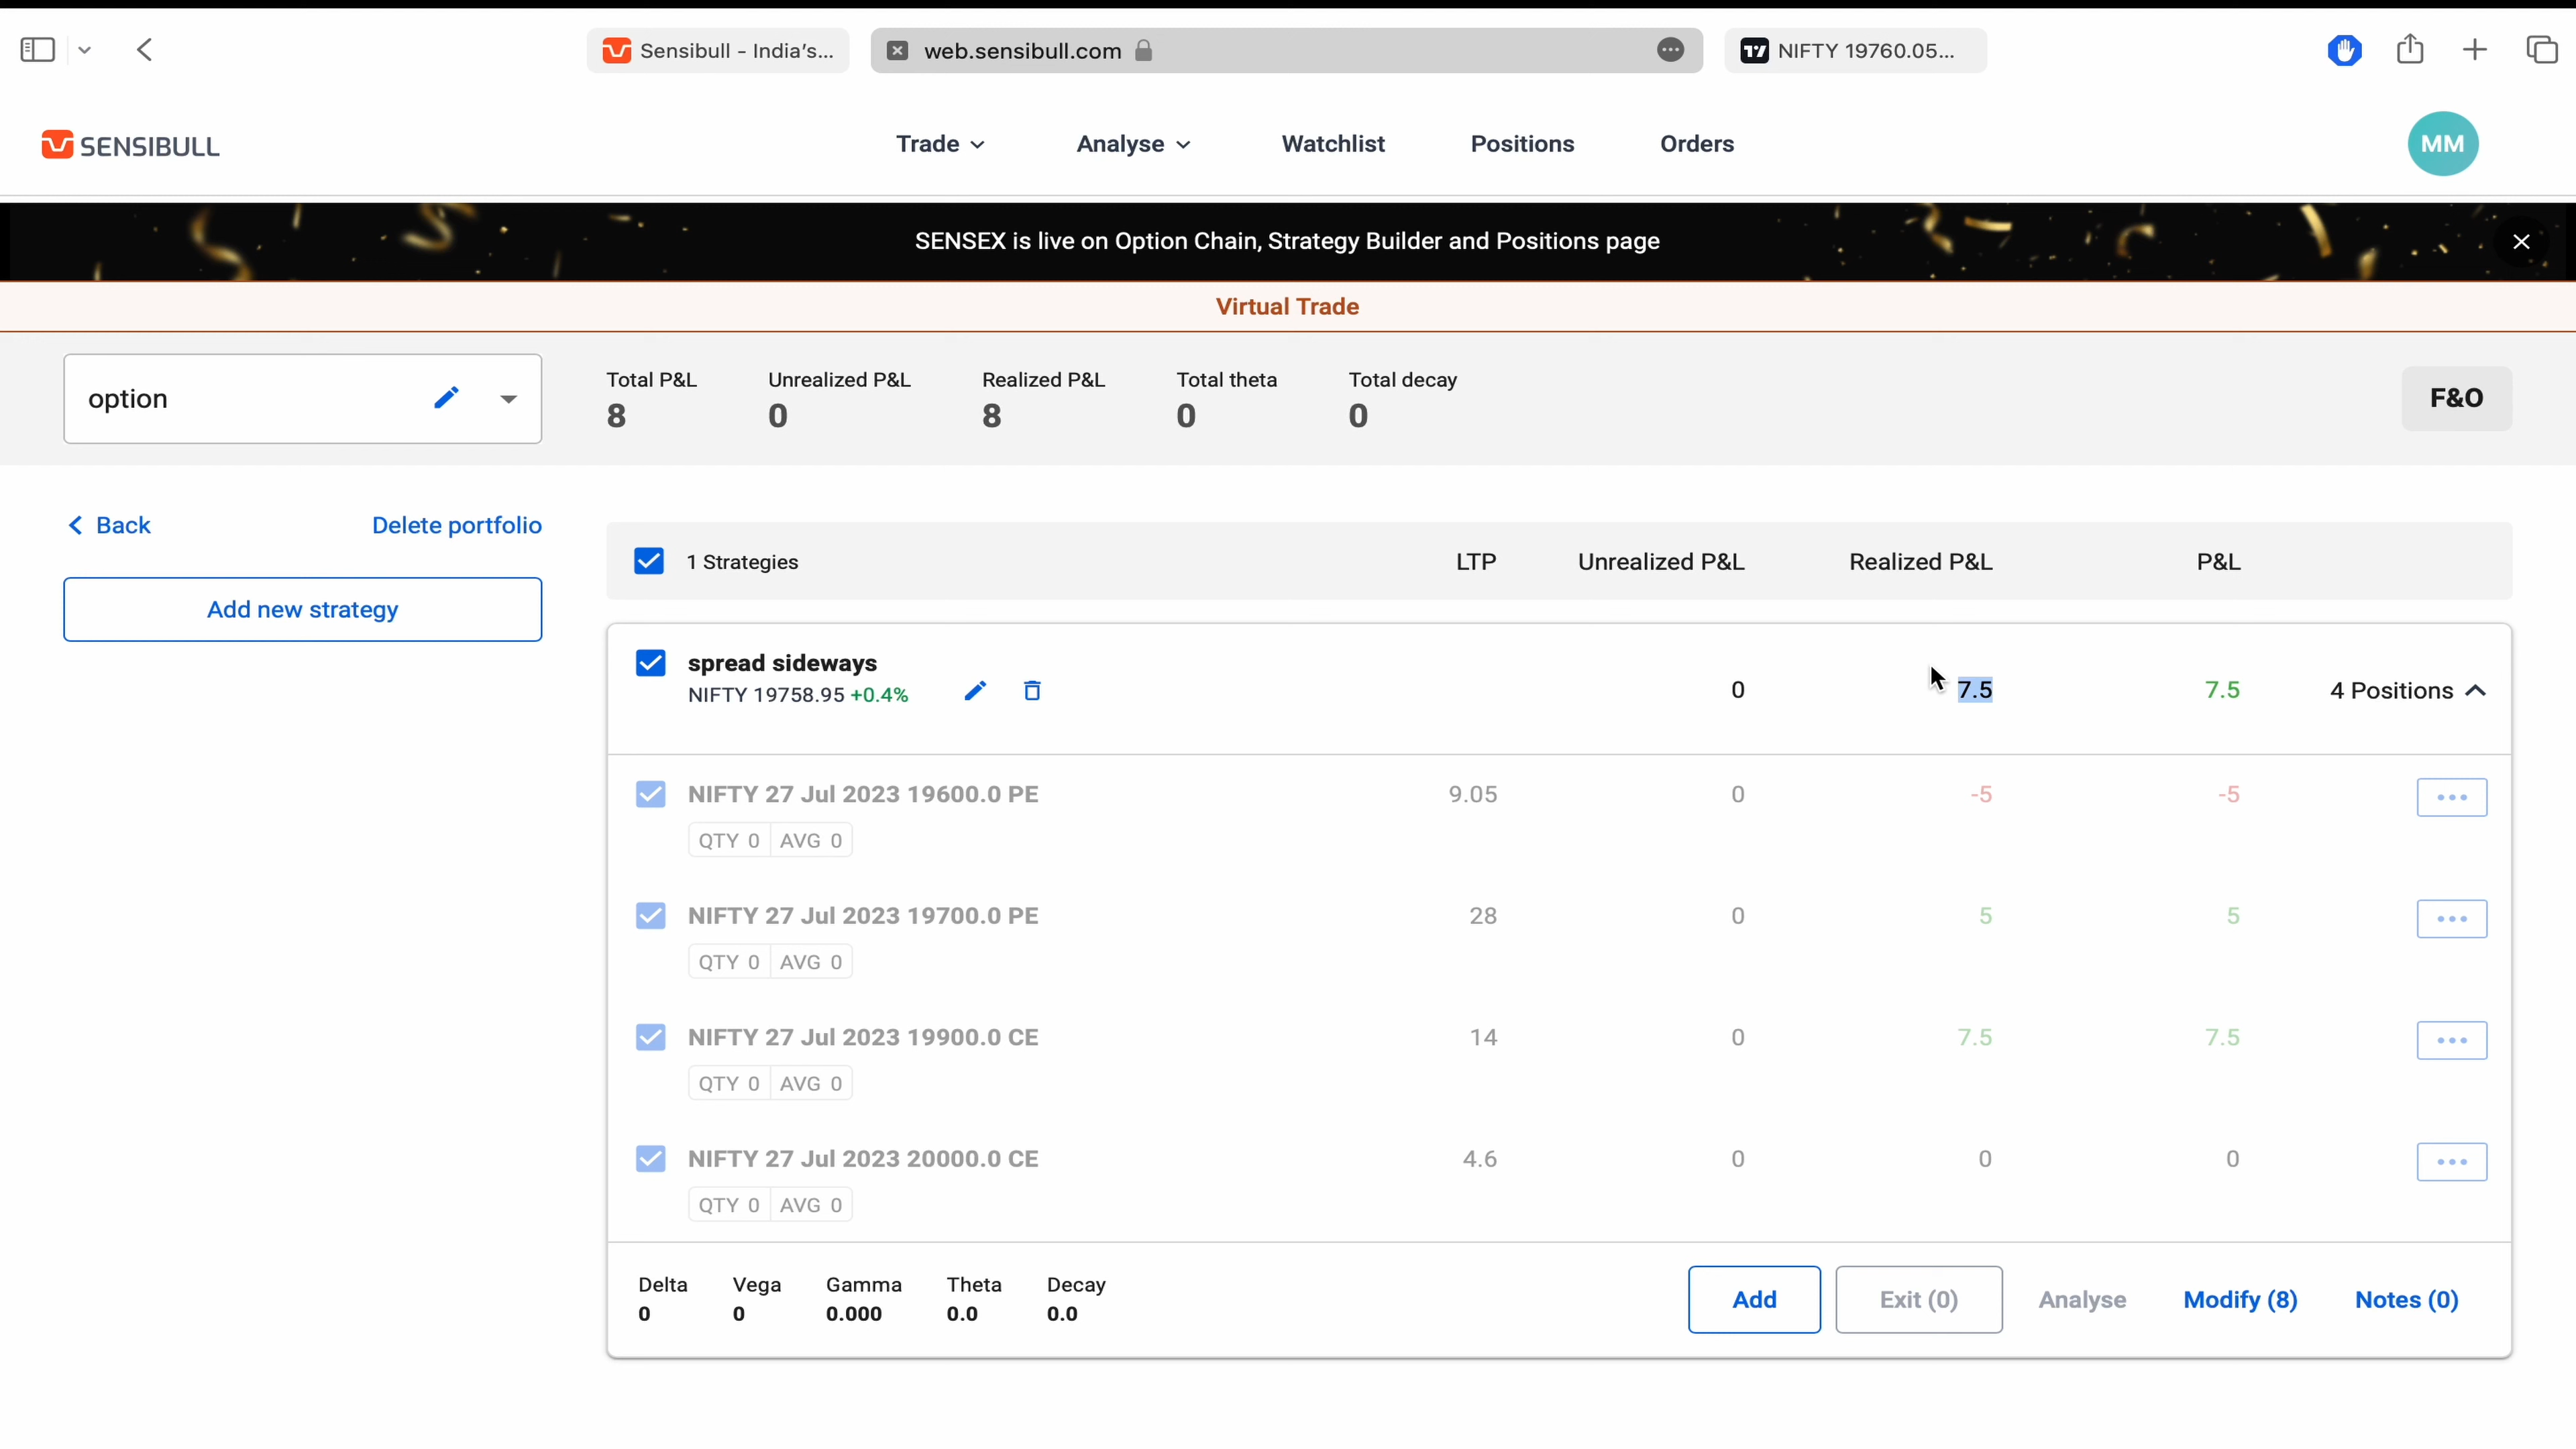 Sensibull - India's...
web.sensibull.com
NIFTY 19760.05...
SENSIBULL
Trade
Analyse
Watchlist
Positions
Orders
MM
SENSEX is live on Option Chain, Strategy Builder and Positions page
Virtual Trade
option
Total P&L
Unrealized P&L
Realized P&L
Total theta
Total decay
8
0
8
0
0
F&O
Back
Delete portfolio
Add new strategy
1 Strategies
LTP
Unrealized P&L
Realized P&L
P&L
spread sideways
NIFTY 19758.95 +0.4%
0
7.5
7.5
4 Positions
NIFTY 27 Jul 2023 19600.0 PE
9.05
0
-5
-5
QTY 0 AVG 0
NIFTY 27 Jul 2023 19700.0 PE
28
0
5
5
QTY 0 AVG 0
NIFTY 27 Jul 2023 19900.0 CE
14
0
7.5
7.5
QTY 0 AVG 0
NIFTY 27 Jul 2023 20000.0 CE
4.6
0
0
0
QTY 0 AVG 0
Delta
Vega
Gamma
Theta
Decay
0
0
0.000
0.0
0.0
Add
Exit (0)
Analyse
Modify (8)
Notes (0)